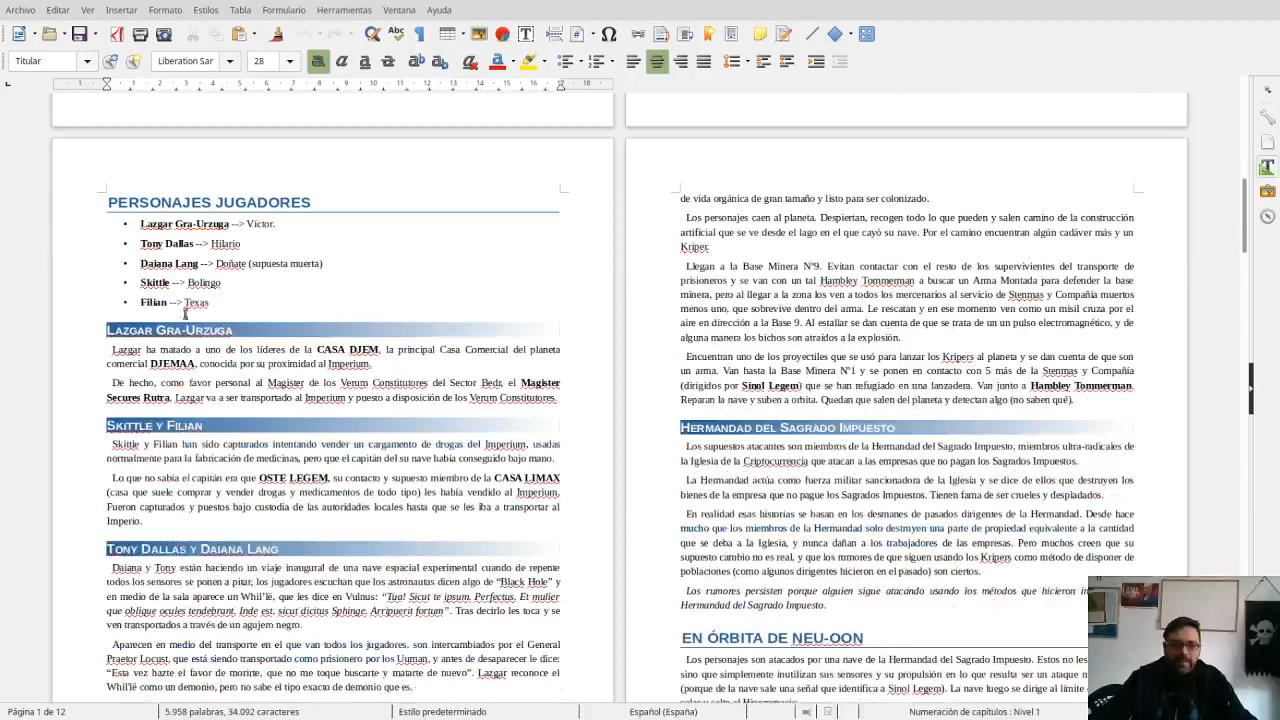 Archivo Editar Ver Insertar Formato Estilos Tabla Formulario Herramientas Ventana Ayuda
Titular Liberation Sar 28
1 1 2 3 4 5 6 7 8 9 10 11 12 13 14 15 16 17 18
PERSONAJES JUGADORES
• Lazgar Gra-Urzuga --> Víctor.
• Tony Dallas --> Hilario
• Daiana Lang --> Doñate (supuesta muerta)
• Skittle --> Bolingo
• Filian --> Texas
LAZGAR GRA-URZUGA
Lazgar ha matado a uno de los líderes de la CASA DJEM, la principal Casa Comercial del planeta
comercial DJEMAA, conocida por su proximidad al Imperium.
De hecho, como favor personal al Magister de los Verum Constitutores del Sector Bedr, el Magister
Secures Rutra, Lazgar va a ser transportado al Imperium y puesto a disposición de los Verum Constitutores.
SKITTLE Y FILIAN
Skittle y Filian han sido capturados intentando vender un cargamento de drogas del Imperium, usadas
normalmente para la fabricación de medicinas, pero que el capitán del su nave había conseguido bajo mano.
Lo que no sabía el capitán era que OSTE LEGEM, su contacto y supuesto miembro de la CASA LIMAX
(casa que suele comprar y vender drogas y medicamentos de todo tipo) les había vendido al Imperium.
Fueron capturados y puestos bajo custodia de las autoridades locales hasta que se les iba a transportar al
Imperio.
TONY DALLAS Y DAIANA LANG
Daiana y Tony están haciendo un viaje inaugural de una nave espacial experimental cuando de repente
todos los sensores se ponen a pitar, los jugadores escuchan que los astronautas dicen algo de “Black Hole” y
en medio de la sala aparece un Whil'lë, que les dice en Vulnus: “Tua! Sicut te ipsum. Perfectus. Et mulier
que oblique ocules tendebrant. Inde est, sicut dicitus Sphinge. Arripuerit fortum”. Tras decirlo les toca y se
ven transportados a través de un agujero negro.
Aparecen en medio del transporte en el que van todos los jugadores, son intercambiados por el General
Praetor Locust, que está siendo transportado como prisionero por los Uuman, y antes de desaparecer le dice:
“Esta vez hazte el favor de morirte, que no me toque buscarte y matarte de nuevo”. Lazgar reconoce el
Whil'lë como un demonio, pero no sabe el tipo exacto de demonio que es.
de vida orgánica de gran tamaño y listo para ser colonizado.
Los personajes caen al planeta. Despiertan, recogen todo lo que pueden y salen camino de la construcción
artificial que se ve desde el lago en el que cayó su nave. Por el camino encuentran algún cadáver más y un
Kriper.
Llegan a la Base Minera Nº9. Evitan contactar con el resto de los supervivientes del transporte de
prisioneros y se van con un tal Hambley Tommerman a buscar un Arma Montada para defender la base
minera, pero al llegar a la zona los ven a todos los mercenarios al servicio de Stenmas y Compañía muertos
menos uno, que sobrevive dentro del arma. Le rescatan y en ese momento ven como un misil cruza por el
aire en dirección a la Base 9. Al estallar se dan cuenta de que se trata de un pulso electromagnético, y de
alguna manera los bichos son atraídos a la explosión.
Encuentran uno de los proyectiles que se usó para lanzar los Kripers al planeta y se dan cuenta de que son
un arma. Van hasta la Base Minera Nº1 y se ponen en contacto con 5 más de la Stenmas y Compañía
(dirigidos por Sinol Legem) que se han refugiado en una lanzadera. Van junto a Hambley Tommerman.
Reparan la nave y suben a orbita. Quedan que salen del planeta y detectan algo (no saben qué).
HERMANDAD DEL SAGRADO IMPUESTO
Los supuestos atacantes son miembros de la Hermandad del Sagrado Impuesto, miembros ultra-radicales de
la Iglesia de la Criptocurrencia que atacan a las empresas que no pagan los Sagrados Impuestos.
La Hermandad actúa como fuerza militar sancionadora de la Iglesia y se dice de ellos que destruyen los
bienes de la empresa que no pague los Sagrados Impuestos. Tienen fama de ser crueles y despiadados.
En realidad esas historias se basan en los desmanes de pasados dirigentes de la Hermandad. Desde hace
mucho que los miembros de la Hermandad solo destruyen una parte de propiedad equivalente a la cantidad
que se deba a la Iglesia, y nunca dañan a los trabajadores de las empresas. Pero muchos creen que su
supuesto cambio no es real, y que los rumores de que siguen usando los Kripers como método de disponer de
poblaciones (como algunos dirigentes hicieron en el pasado) son ciertos.
Los rumores persisten porque alguien sigue atacando usando los métodos que hicieron
Hermandad del Sagrado Impuesto.
EN ÓRBITA DE NEU-OON
Los personajes son atacados por una nave de la Hermandad del Sagrado Impuesto. Estos no
sino que simplemente inutilizan sus sensores y su propulsión en lo que resulta ser un ataque
(porque de la nave sale una señal que identifica a Sinol Legem). La nave luego se dirige al límite
Página 1 de 12 5.958 palabras, 34.092 caracteres Estilo predeterminado Español (España) Numeración de capítulos : Nivel 1